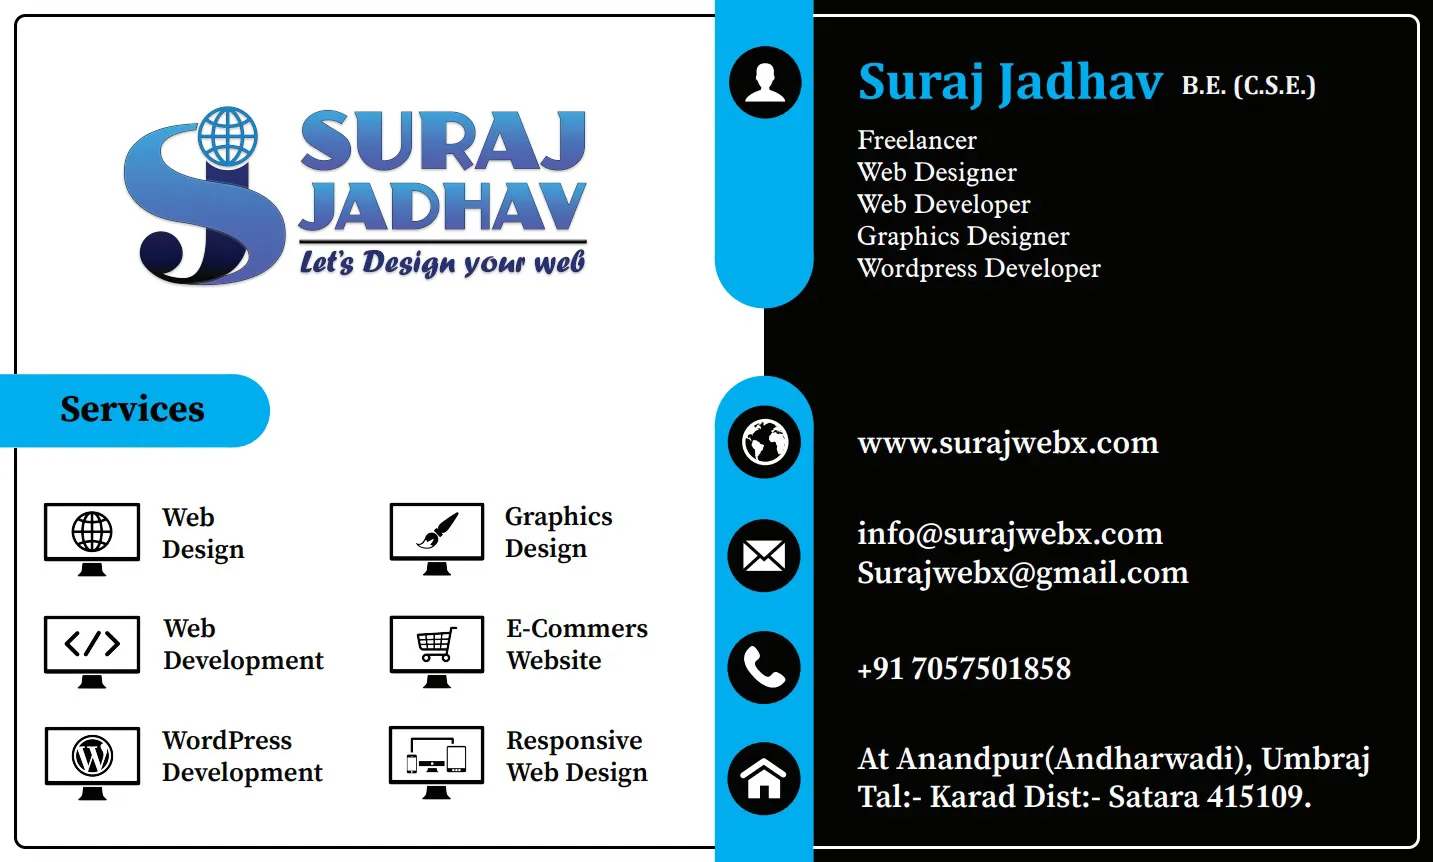 SURAJ
JADHAV
Let's Design your web
Services
Web
Design
Graphics
Design
Web
Development
E-Commers
Website
WordPress
Development
Responsive
Web Design
Suraj Jadhav B.E. (C.S.E.)
Freelancer
Web Designer
Web Developer
Graphics Designer
Wordpress Developer
www.surajwebx.com
info@surajwebx.com
Surajwebx@gmail.com
+91 7057501858
At Anandpur(Andharwadi), Umbraj
Tal:- Karad Dist:- Satara 415109.